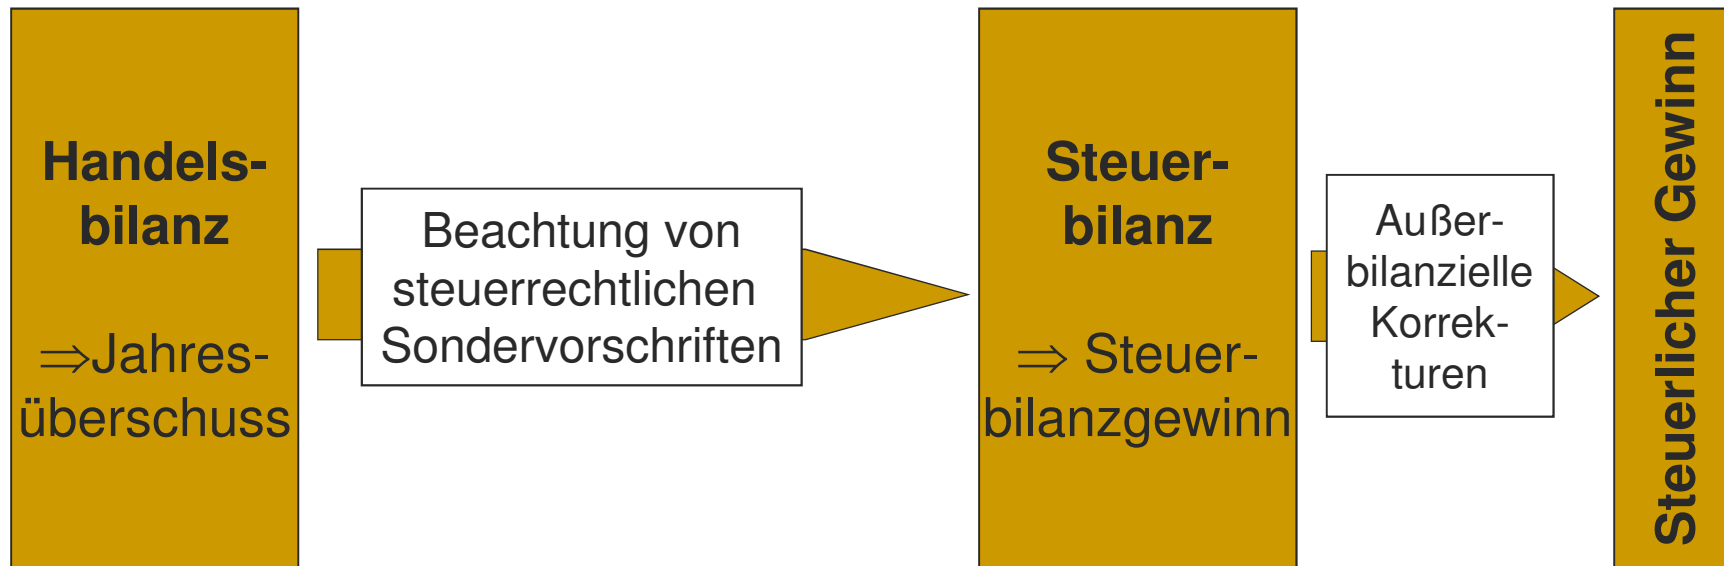 Handels-
bilanz
⇒Jahres-
überschuss
Beachtung von
steuerrechtlichen
Sondervorschriften
Steuer-
bilanz
⇒ Steuer-
bilanzgewinn
Außer-
bilanzielle
Korrek-
turen
Steuerlicher Gewinn